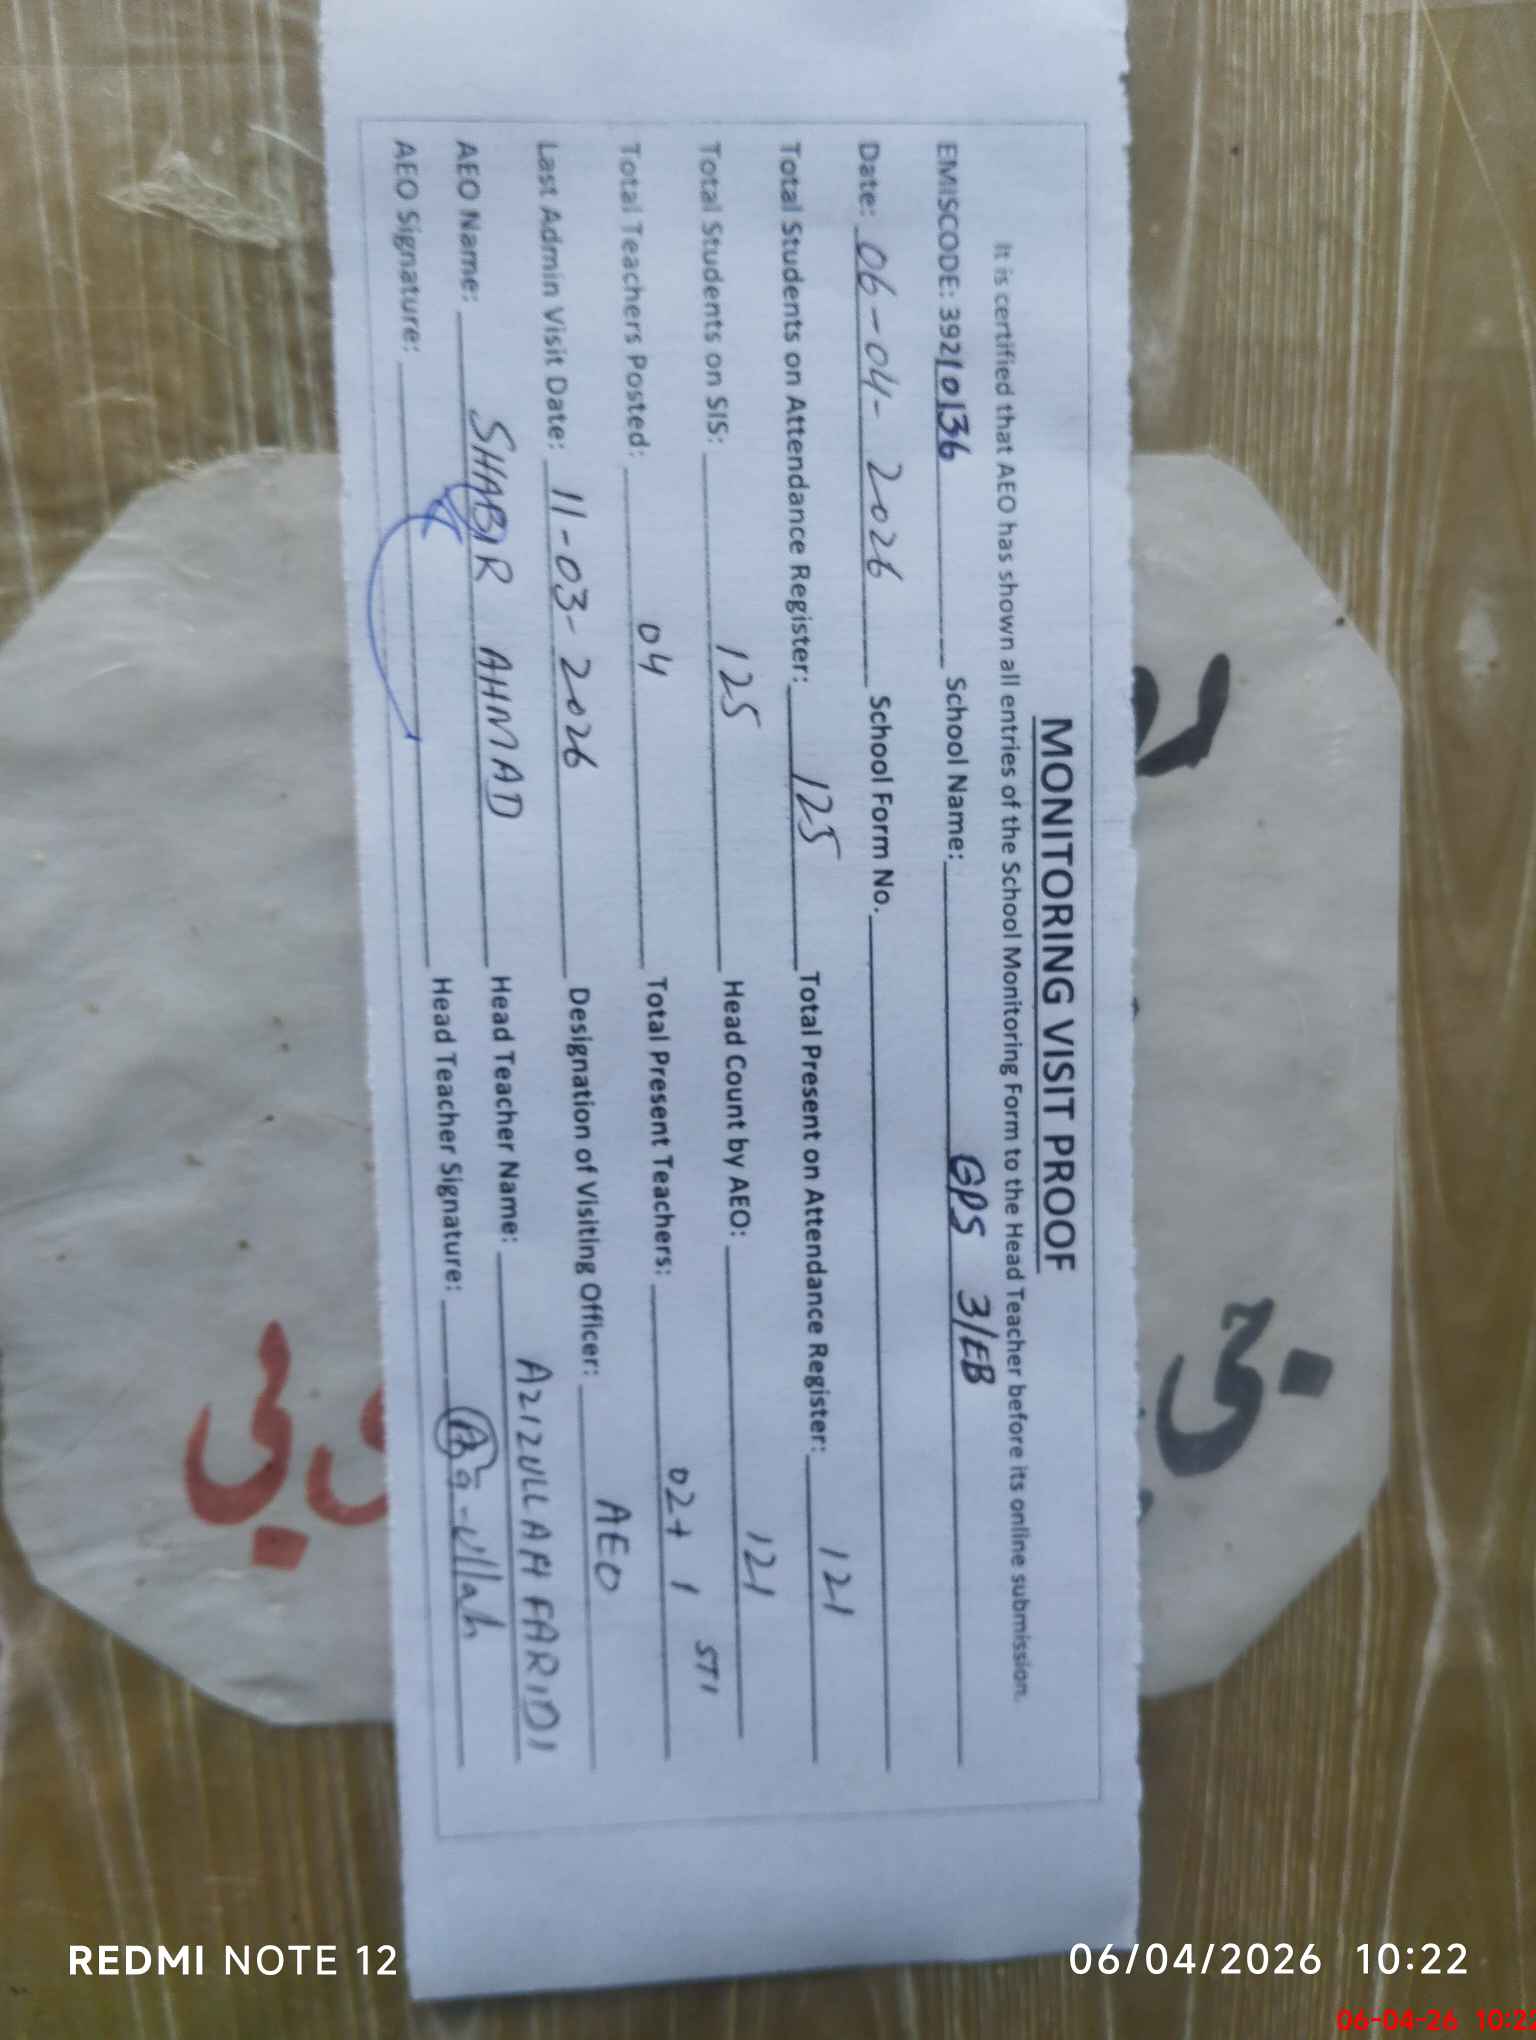 MONITORING VISIT PROOF
It is certified that AEO has shown all entries of the School Monitoring Form to the Head Teacher before its online submission.
EMISCODE: 39210136 School Name: GPS 3/EB
Date: 06-04-2026 School Form No.
Total Students on Attendance Register: 125 Total Present on Attendance Register: 121
Total Students on SIS: 125 Head Count by AEO: 121
Total Teachers Posted: 04 Total Present Teachers: 02+1 STI
Last Admin Visit Date: 11-03-2026 Designation of Visiting Officer: AEO
AEO Name: SHABIR AHMAD Head Teacher Name: AZIZULLAH FARIDI
AEO Signature: Head Teacher Signature:
REDMI NOTE 12
06/04/2026 10:22
06-04-26